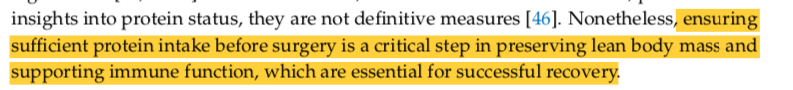 insights into protein status, they are not definitive measures [46]. Nonetheless, ensuring
sufficient protein intake before surgery is a critical step in preserving lean body mass and
supporting immune function, which are essential for successful recovery.